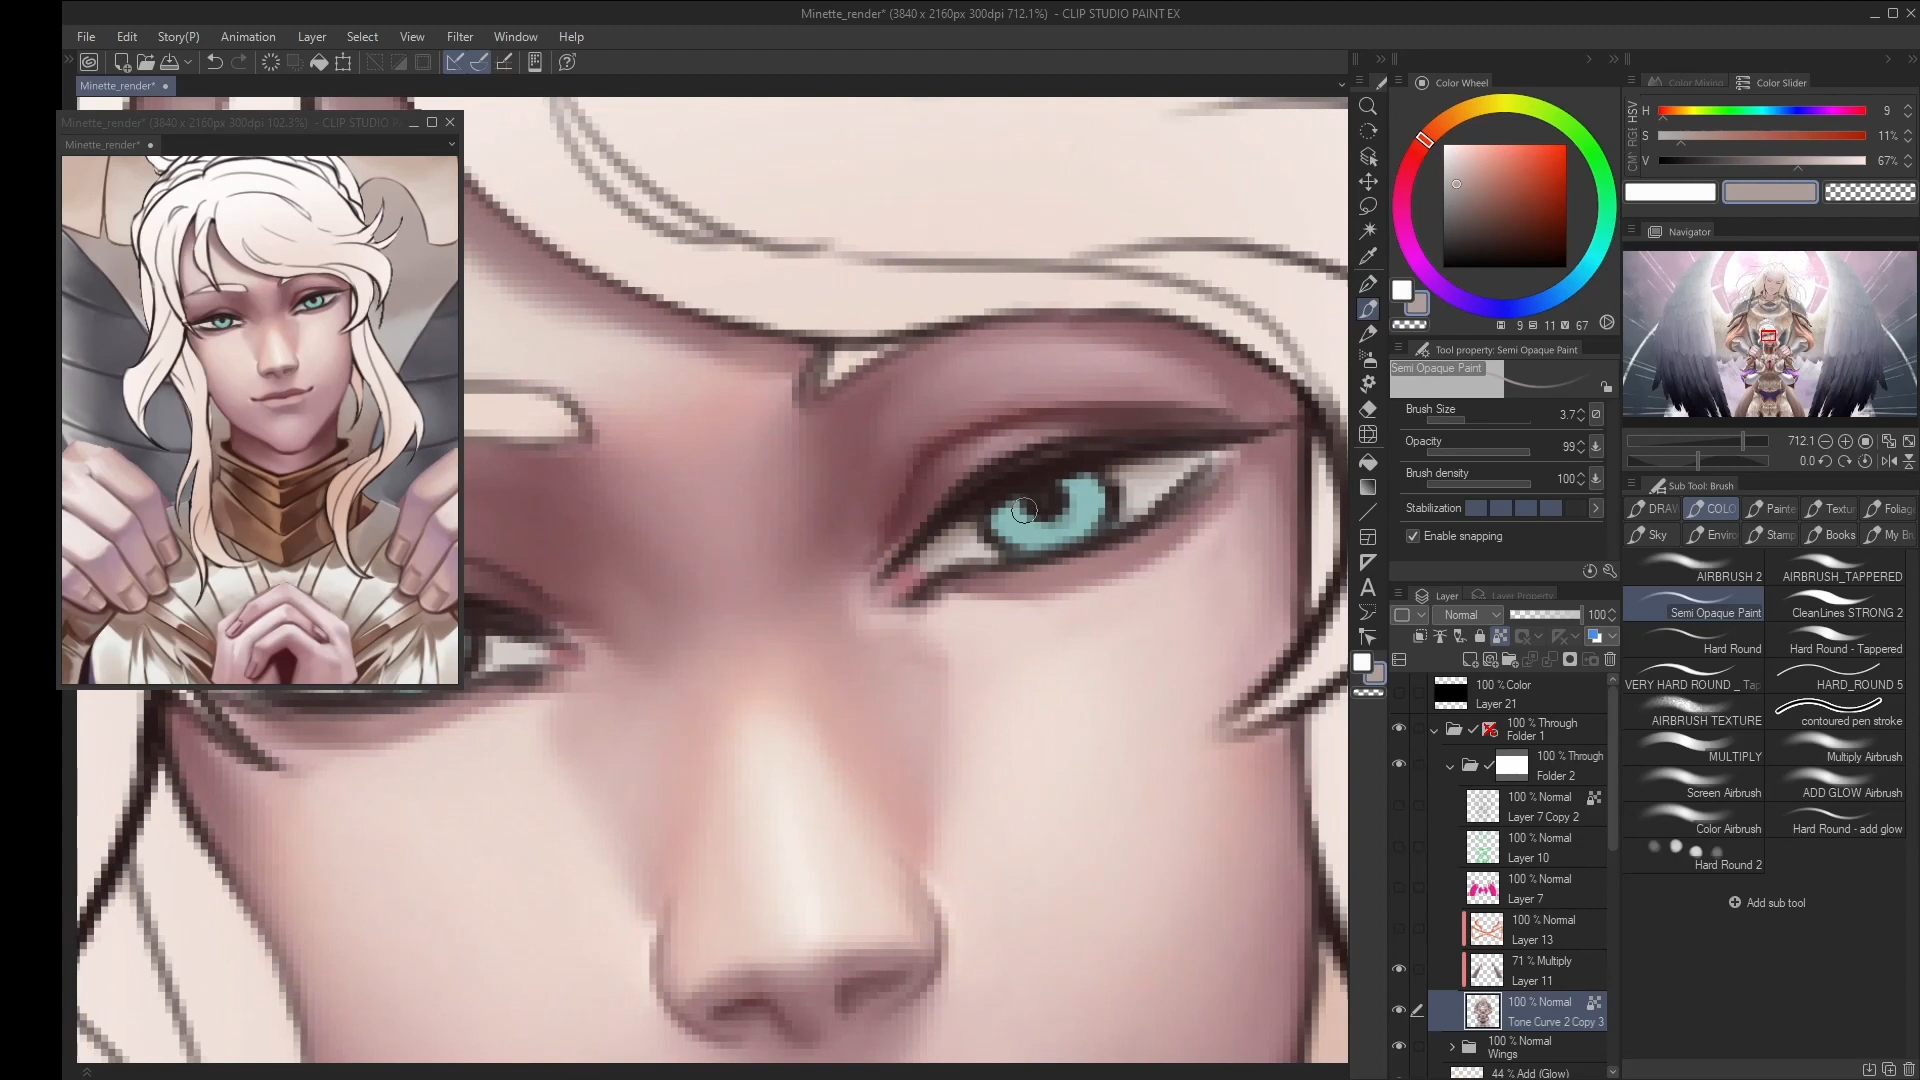 Minette_render* (3840 x 2160px 300dpi 712.1%) - CLIP STUDIO PAINT EX
File Edit Story(P) Animation Layer Select View Filter Window Help
Minette_render*
Minette_render* (3840 x 2160px 300dpi 102.3%) - CLIP STUDIO P
Minette_render*
Color Wheel
9 11 67
Color Mixing Color Slider
HSV
RG
CM
H 9
S 11%
V 67%
Navigator
712.1
0.0
Tool property: Semi Opaque Paint
Semi Opaque Paint
Brush Size 3.7
Opacity 99
Brush density 100
Stabilization
Enable snapping
Sub Tool: Brush
DRAW COLO Painte Textur Foliag
Sky Enviro Stamp Books My Br
AIRBRUSH 2 AIRBRUSH_TAPPERED
Semi Opaque Paint CleanLines STRONG 2
Hard Round Hard Round - Tappered
VERY HARD ROUND _ Tap HARD_ROUND 5
AIRBRUSH TEXTURE contoured pen stroke
MULTIPLY Multiply Airbrush
Screen Airbrush ADD GLOW Airbrush
Color Airbrush Hard Round - add glow
Hard Round 2
Add sub tool
Layer Layer Property
Normal 100
100 % Color
Layer 21
100 % Through
Folder 1
100 % Through
Folder 2
100 % Normal
Layer 7 Copy 2
100 % Normal
Layer 10
100 % Normal
Layer 7
100 % Normal
Layer 13
71 % Multiply
Layer 11
100 % Normal
Tone Curve 2 Copy 3
100 % Normal
Wings
44 % Add (Glow)